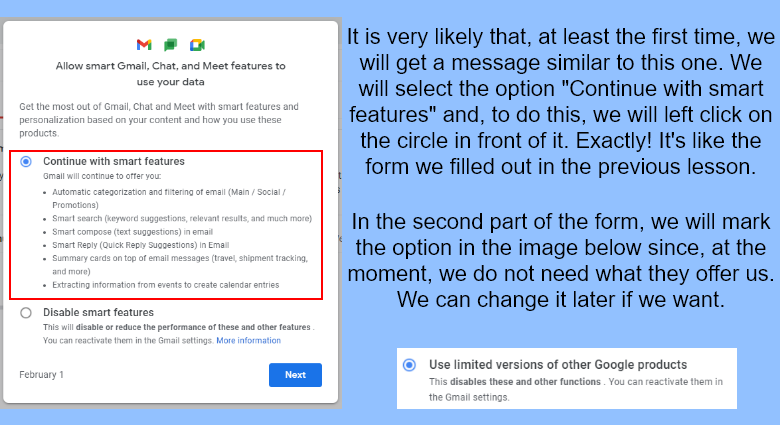 Allow smart Gmail, Chat, and Meet features to
use your data
Get the most out of Gmail, Chat and Meet with smart features and
personalization based on your content and how you use these
products.
Continue with smart features
Gmail will continue to offer you:
• Automatic categorization and filtering of email (Main / Social /
Promotions)
• Smart search (keyword suggestions, relevant results, and much more)
• Smart compose (text suggestions) in email
• Smart Reply (Quick Reply Suggestions) in Email
• Summary cards on top of email messages (travel, shipment tracking,
and more)
• Extracting information from events to create calendar entries
Disable smart features
This will disable or reduce the performance of these and other features .
You can reactivate them in the Gmail settings. More information
February 1
Next
It is very likely that, at least the first time, we
will get a message similar to this one. We
will select the option "Continue with smart
features" and, to do this, we will left click on
the circle in front of it. Exactly! It's like the
form we filled out in the previous lesson.
In the second part of the form, we will mark
the option in the image below since, at the
moment, we do not need what they offer us.
We can change it later if we want.
Use limited versions of other Google products
This disables these and other functions . You can reactivate them in
the Gmail settings.